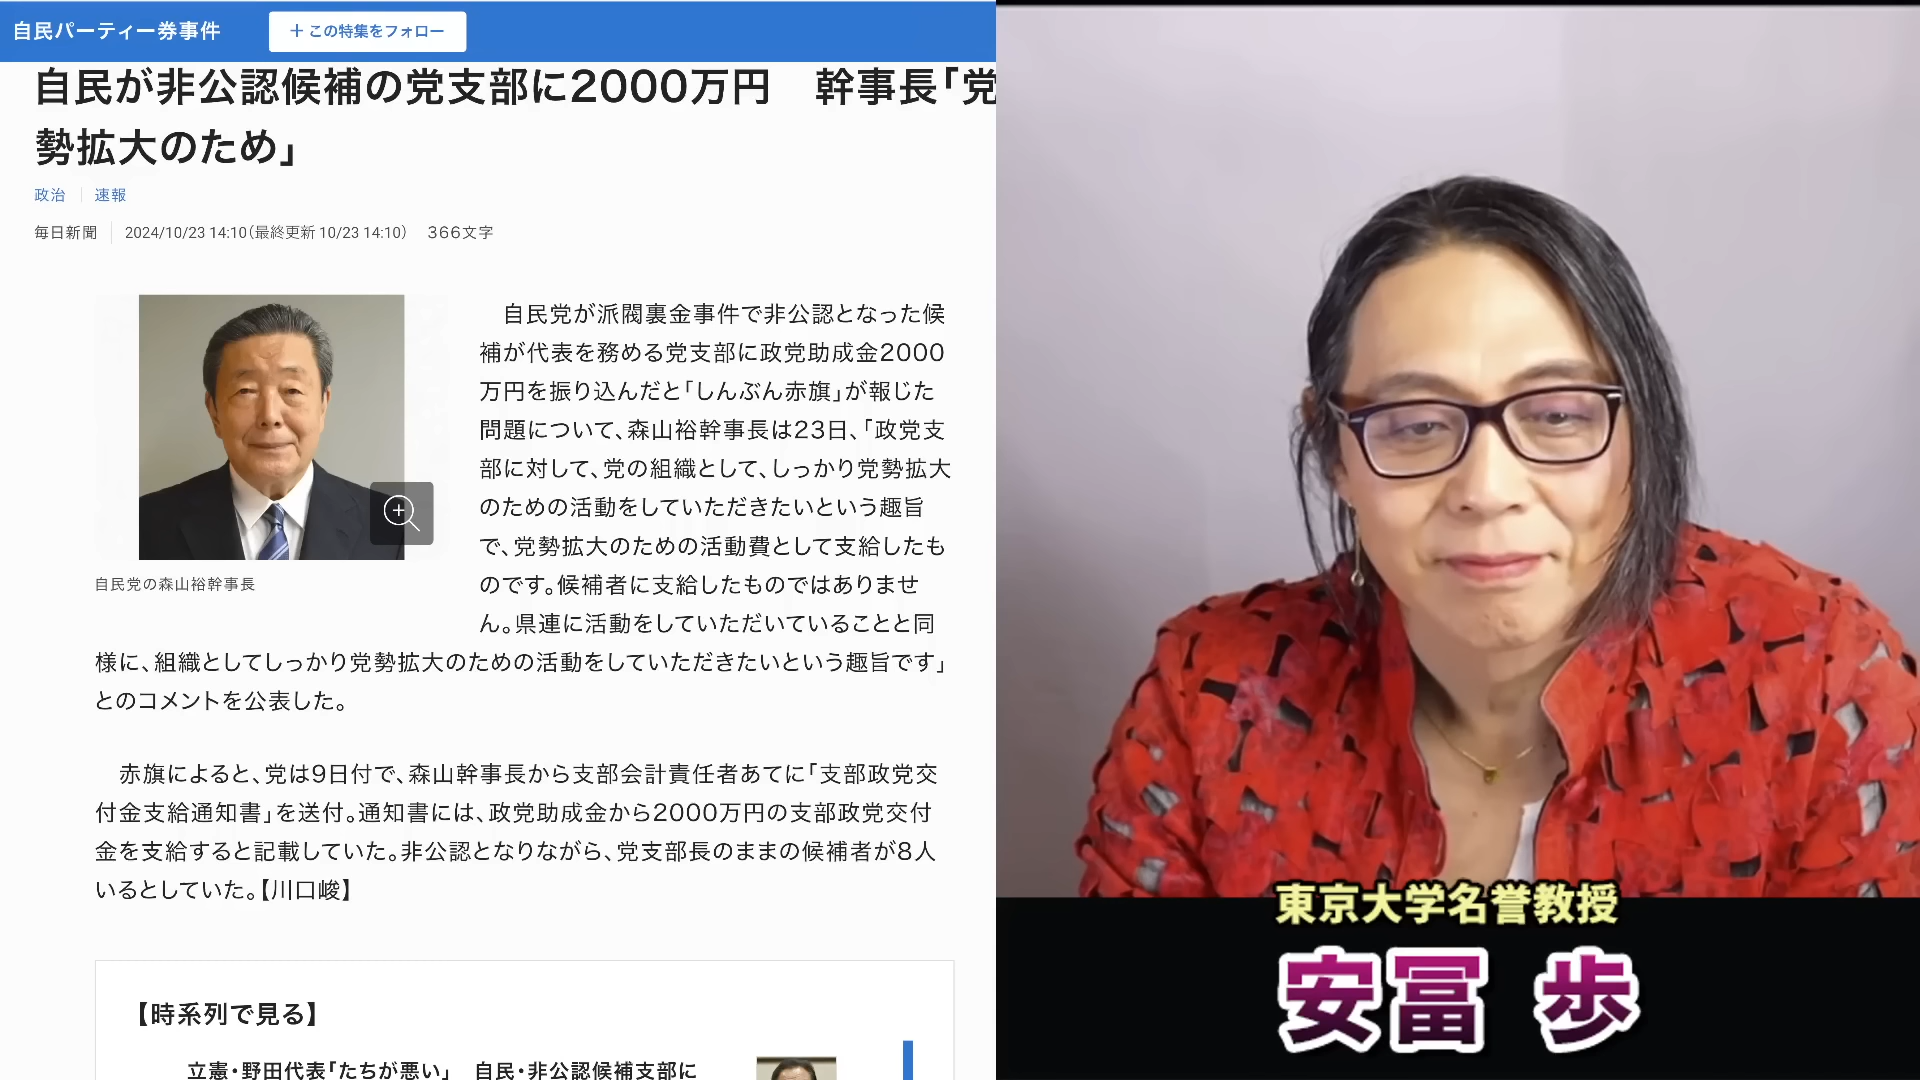 自民パーティー券事件
＋ この特集をフォロー
自民が非公認候補の党支部に2000万円　幹事長｢党
勢拡大のため｣
政治
速報
毎日新聞
2024/10/23 14:10(最終更新 10/23 14:10)
366文字
自民党の森山裕幹事長
　自民党が派閥裏金事件で非公認となった候
補が代表を務める党支部に政党助成金2000
万円を振り込んだと｢しんぶん赤旗｣が報じた
問題について､森山裕幹事長は23日､｢政党支
部に対して､党の組織として､しっかり党勢拡大
のための活動をしていただきたいという趣旨
で､党勢拡大のための活動費として支給したも
のです｡候補者に支給したものではありませ
ん｡県連に活動をしていただいていることと同
様に､組織としてしっかり党勢拡大のための活動をしていただきたいという趣旨です｣
とのコメントを公表した｡
　赤旗によると､党は9日付で､森山幹事長から支部会計責任者あてに｢支部政党交
付金支給通知書｣を送付｡通知書には､政党助成金から2000万円の支部政党交付
金を支給すると記載していた｡非公認となりながら､党支部長のままの候補者が8人
いるとしていた｡【川口峻】
【時系列で見る】
立憲･野田代表｢たちが悪い｣　自民･非公認候補支部に
東京大学名誉教授
安冨 歩